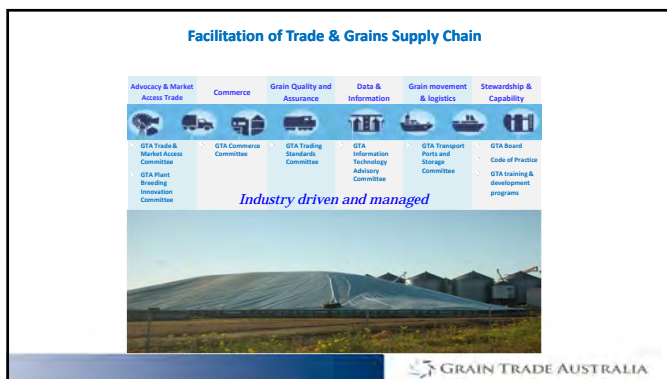 Facilitation of Trade & Grains Supply Chain
Advocacy & Market
Access Trade
Commerce
Grain Quality and
Assurance
Data &
Information
Grain movement
& logistics
Stewardship &
Capability
GTA Trade &
Market Access
Committee
GTA Plant
Breeding
Innovation
Committee
GTA Commerce
Committee
GTA Trading
Standards
Committee
GTA
Information
Technology
Advisory
Committee
GTA Transport
Ports and
Storage
Committee
GTA Board
Code of Practice
GTA training &
development
programs
Industry driven and managed
GRAIN TRADE AUSTRALIA